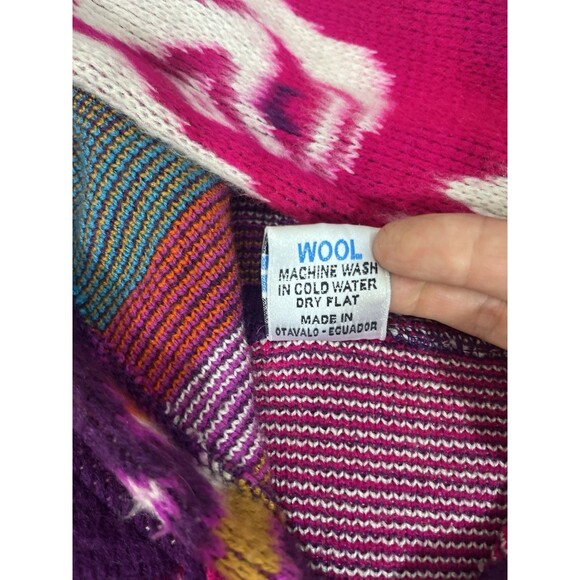 WOOL
MACHINE WASH
IN COLD WATER
DRY FLAT
MADE IN
OTAVALO - ECUADOR